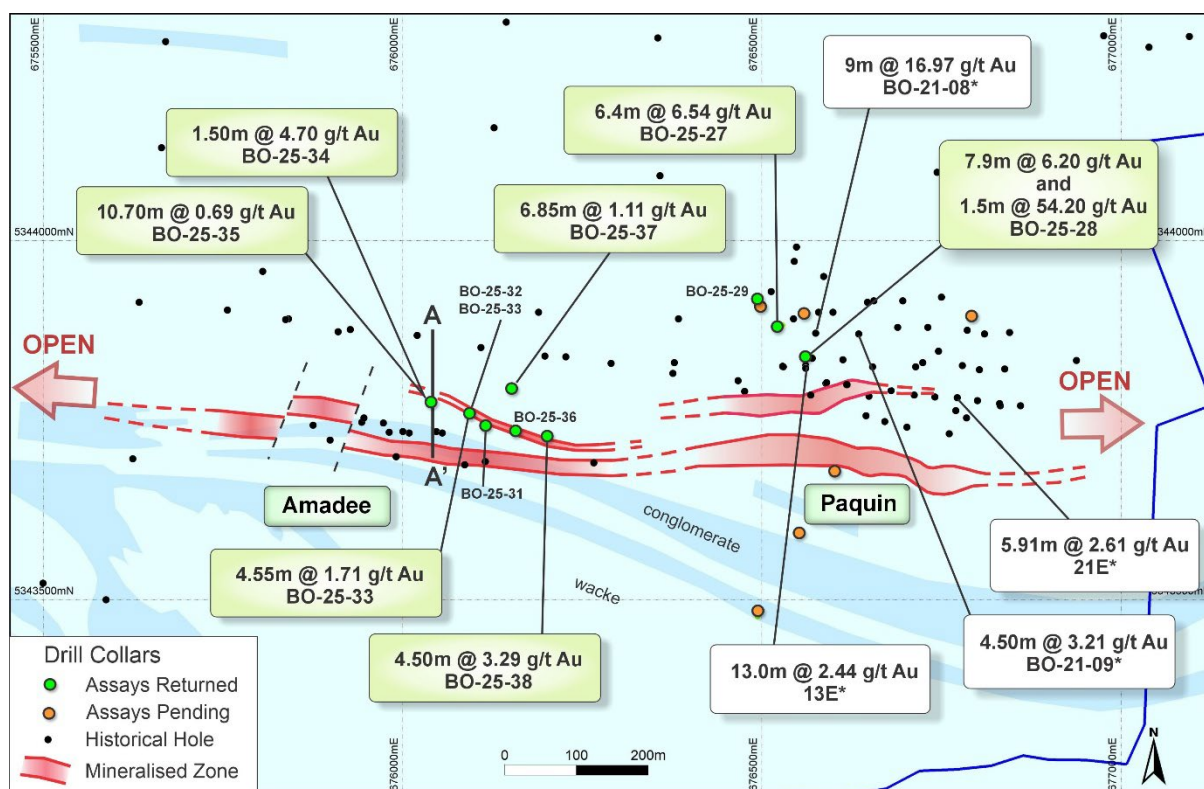 675500mE
676000mE
676500mE
677000mE
9m @ 16.97 g/t Au
BO-21-08*
6.4m @ 6.54 g/t Au
BO-25-27
1.50m @ 4.70 g/t Au
BO-25-34
7.9m @ 6.20 g/t Au
and
1.5m @ 54.20 g/t Au
BO-25-28
10.70m @ 0.69 g/t Au
BO-25-35
6.85m @ 1.11 g/t Au
BO-25-37
5344000mN
5344000mN
BO-25-32
BO-25-33
BO-25-29
A
OPEN
OPEN
BO-25-36
A'
BO-25-31
Amadee
Paquin
conglomerate
wacke
4.55m @ 1.71 g/t Au
BO-25-33
5.91m @ 2.61 g/t Au
21E*
5343500mN
4.50m @ 3.29 g/t Au
BO-25-38
13.0m @ 2.44 g/t Au
13E*
4.50m @ 3.21 g/t Au
BO-21-09*
Drill Collars
Assays Returned
Assays Pending
Historical Hole
Mineralised Zone
0 100 200m
676000mE
676500mE
677000mE
N